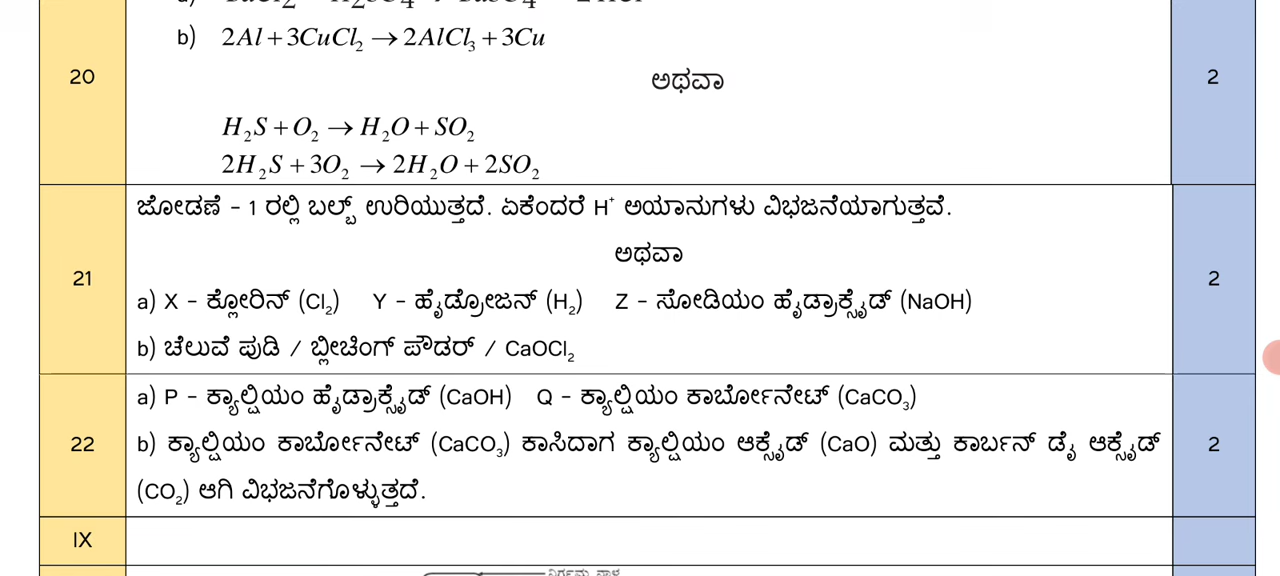 b) 2Al + 3CuCl₂ → 2AlCl₃ + 3Cu
20
2
ಅಥವಾ
H₂S + O₂ → H₂O + SO₂
2H₂S + 3O₂ → 2H₂O + 2SO₂
ಜೋಡಣೆ - 1 ರಲ್ಲಿ ಬಲ್ಬ್ ಉರಿಯುತ್ತದೆ. ಏಕೆಂದರೆ H⁺ ಅಯಾನುಗಳು ವಿಭಜನೆಯಾಗುತ್ತವೆ.
ಅಥವಾ
21
2
a) X - ಕ್ಲೋರಿನ್ (Cl₂) Y - ಹೈಡ್ರೋಜನ್ (H₂) Z - ಸೋಡಿಯಂ ಹೈಡ್ರಾಕ್ಸೈಡ್ (NaOH)
b) ಚೆಲುವೆ ಪುಡಿ / ಬ್ಲೀಚಿಂಗ್ ಪೌಡರ್ / CaOCl₂
a) P - ಕ್ಯಾಲ್ಷಿಯಂ ಹೈಡ್ರಾಕ್ಸೈಡ್ (CaOH) Q - ಕ್ಯಾಲ್ಷಿಯಂ ಕಾರ್ಬೋನೇಟ್ (CaCO₃)
22
b) ಕ್ಯಾಲ್ಷಿಯಂ ಕಾರ್ಬೋನೇಟ್ (CaCO₃) ಕಾಸಿದಾಗ ಕ್ಯಾಲ್ಷಿಯಂ ಆಕ್ಸೈಡ್ (CaO) ಮತ್ತು ಕಾರ್ಬನ್ ಡೈ ಆಕ್ಸೈಡ್
2
(CO₂) ಆಗಿ ವಿಭಜನೆಗೊಳ್ಳುತ್ತದೆ.
IX